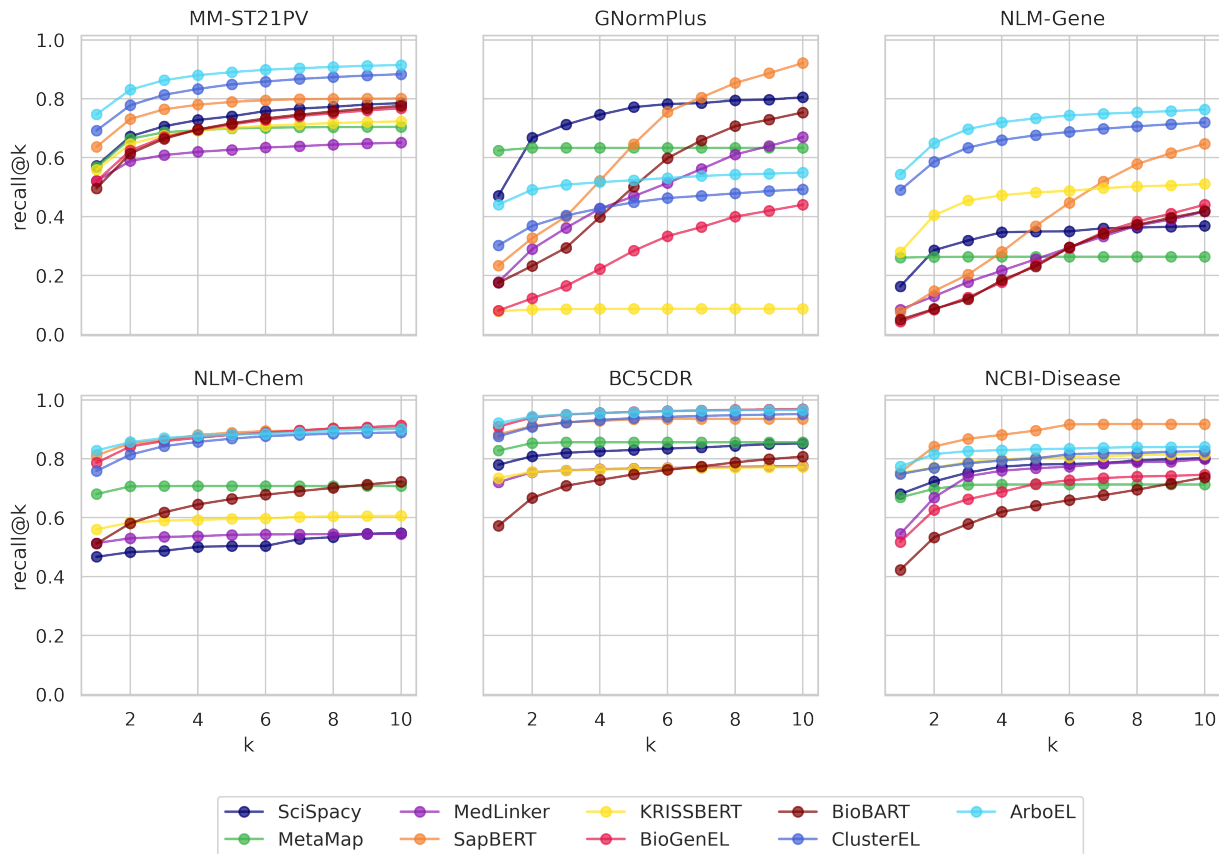 MM-ST21PV GNormPlus NLM-Gene
1.0
0.8
0.6
0.4
0.2
0.0
recall@k
NLM-Chem BC5CDR NCBI-Disease
1.0
0.8
0.6
0.4
0.2
0.0
recall@k
2 4 6 8 10 2 4 6 8 10 2 4 6 8 10
k k k
SciSpacy MedLinker KRISSBERT BioBART ArboEL
MetaMap SapBERT BioGenEL ClusterEL